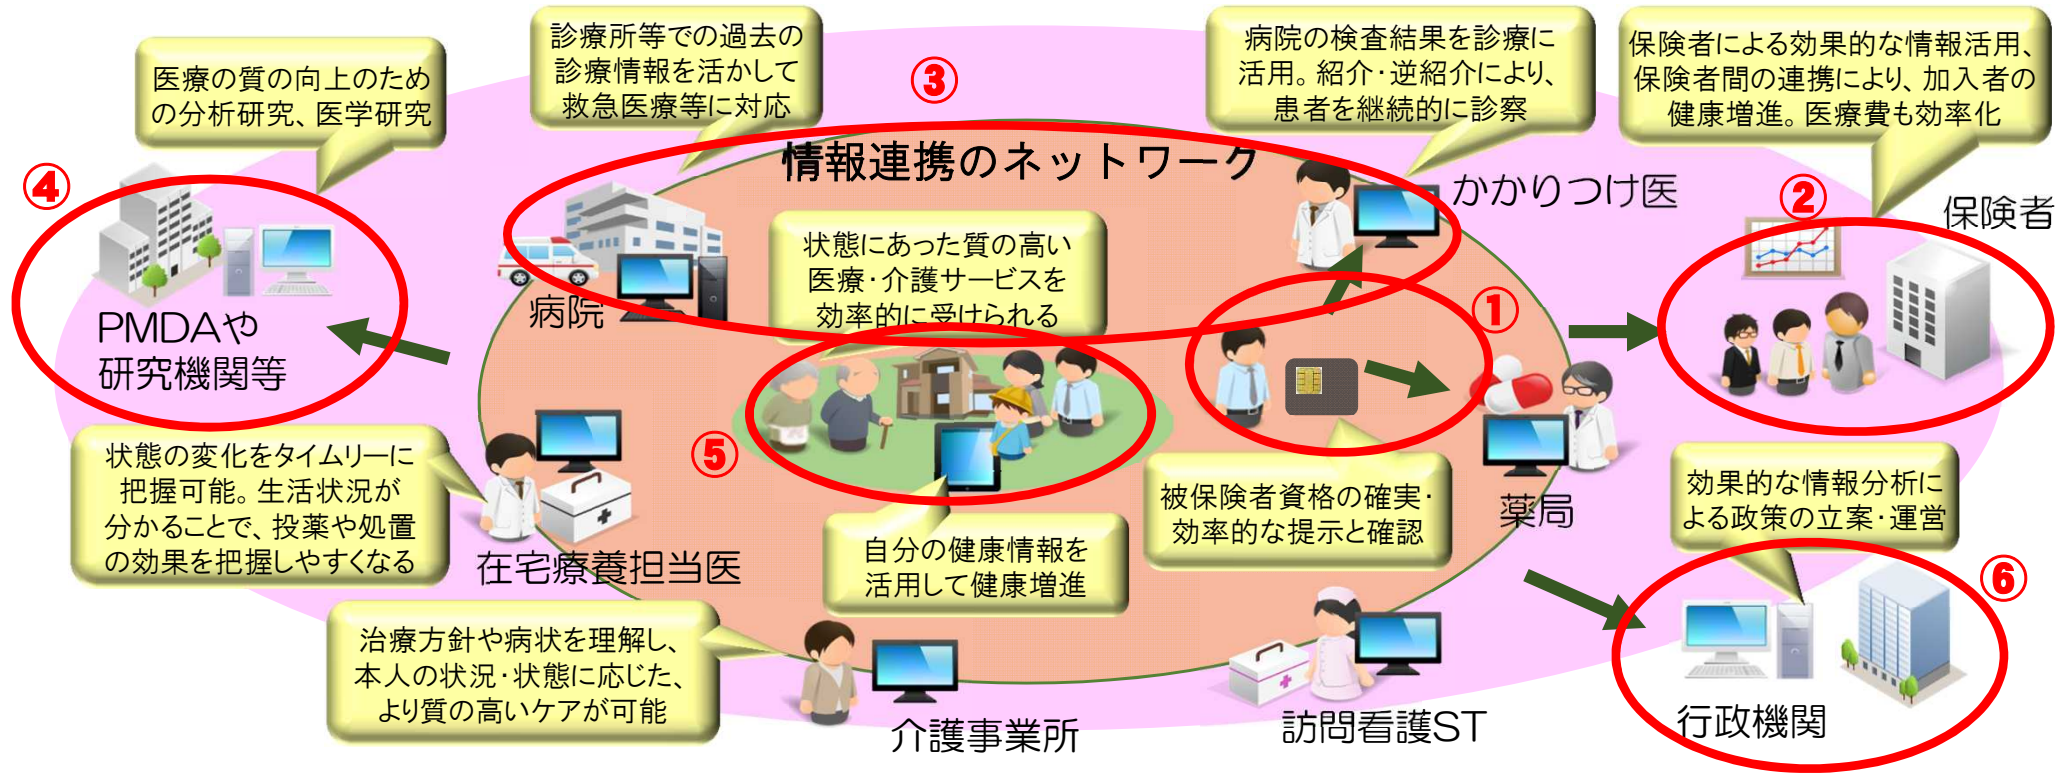 医療の質の向上のため
の分析研究、医学研究
診療所等での過去の
診療情報を活かして
救急医療等に対応
③
病院の検査結果を診療に
活用。紹介・逆紹介により、
患者を継続的に診察
保険者による効果的な情報活用、
保険者間の連携により、加入者の
健康増進。医療費も効率化
情報連携のネットワーク
④
かかりつけ医
②
保険者
状態にあった質の高い
医療・介護サービスを
効率的に受けられる
病院
①
PMDAや
研究機関等
⑤
状態の変化をタイムリーに
把握可能。生活状況が
分かることで、投薬や処置
の効果を把握しやすくなる
在宅療養担当医
自分の健康情報を
活用して健康増進
被保険者資格の確実・
効率的な提示と確認
薬局
効果的な情報分析に
よる政策の立案・運営
⑥
治療方針や病状を理解し、
本人の状況・状態に応じた、
より質の高いケアが可能
介護事業所
訪問看護ST
行政機関